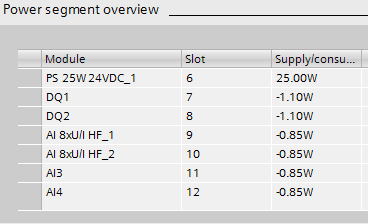 Power segment overview
Module Slot Supply/consu...
PS 25W 24VDC_1 6 25.00W
DQ1 7 -1.10W
DQ2 8 -1.10W
AI 8xU/I HF_1 9 -0.85W
AI 8xU/I HF_2 10 -0.85W
AI3 11 -0.85W
AI4 12 -0.85W